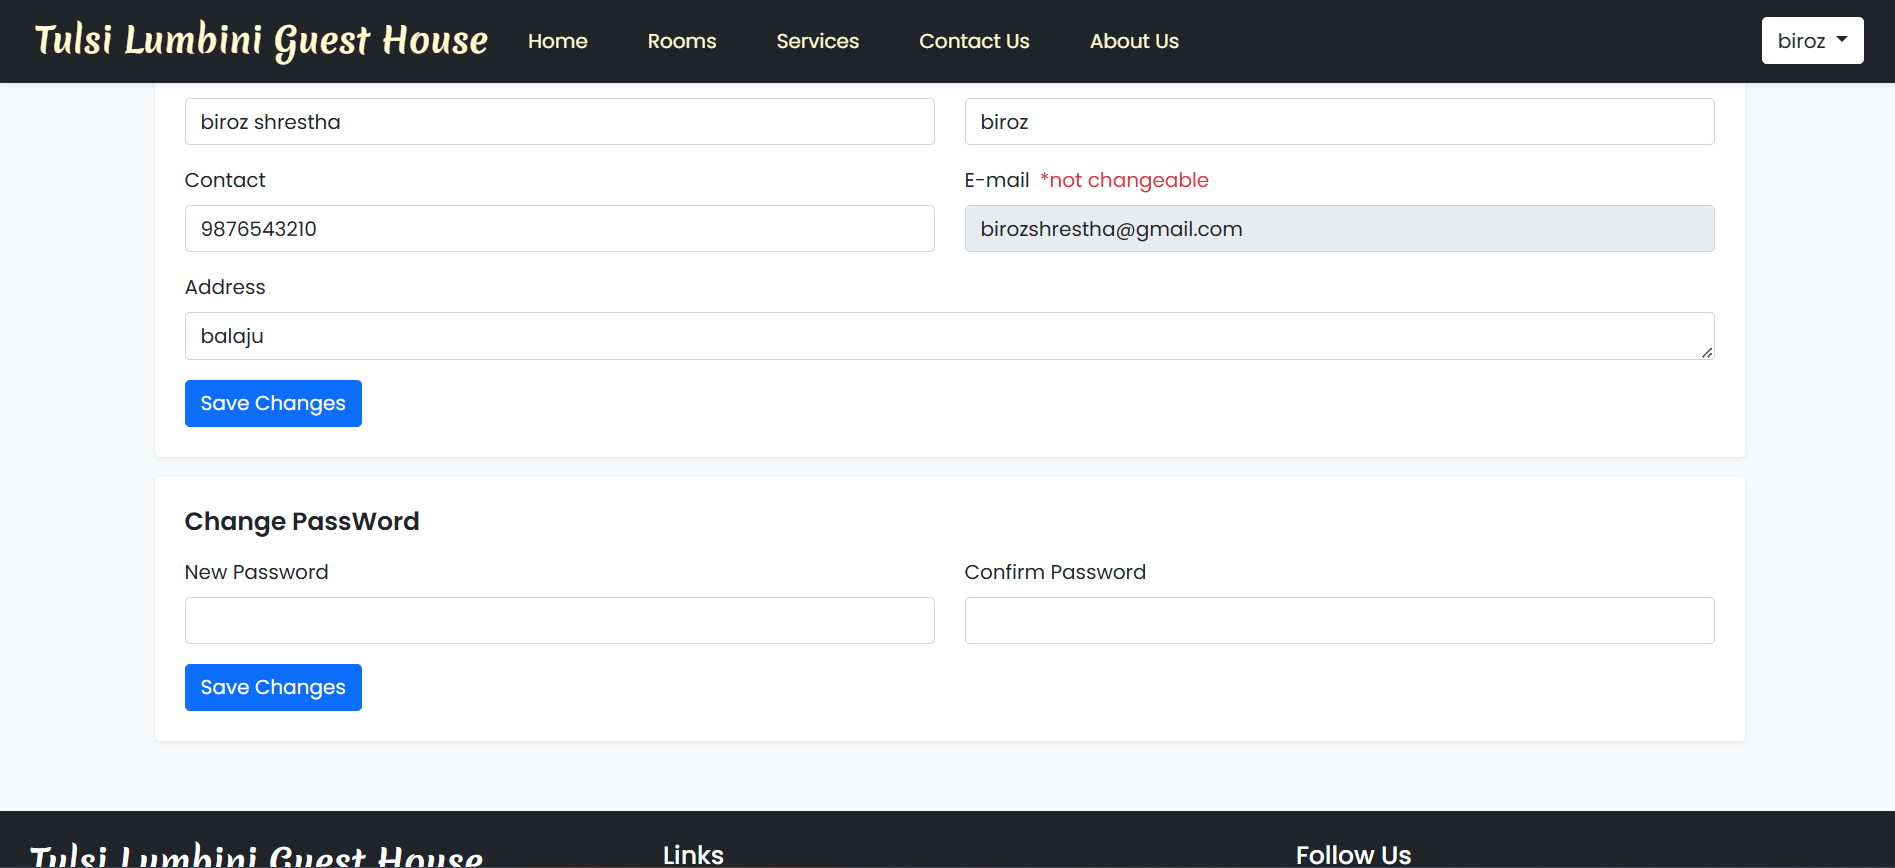 Tulsi Lumbini Guest House Home Rooms Services Contact Us About Us biroz
biroz shrestha biroz
Contact E-mail *not changeable
9876543210 birozshrestha@gmail.com
Address
balaju
Save Changes
Change PassWord
New Password Confirm Password
Save Changes
Tulsi Lumbini Guest House Links Follow Us